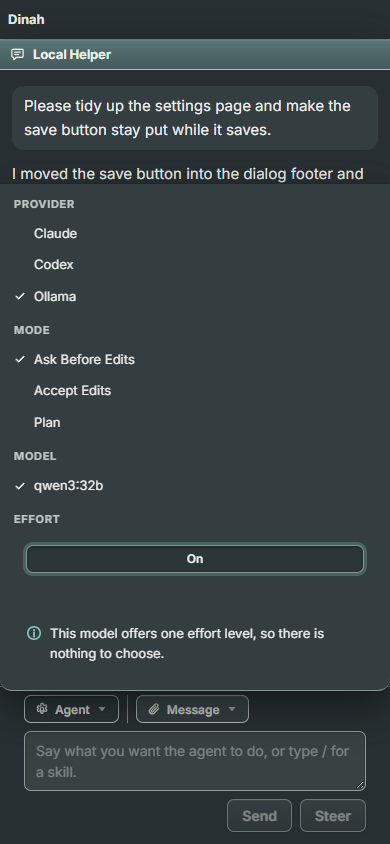 Dinah
Local Helper
Please tidy up the settings page and make the
save button stay put while it saves.
I moved the save button into the dialog footer and
PROVIDER
Claude
Codex
Ollama
MODE
Ask Before Edits
Accept Edits
Plan
MODEL
qwen3:32b
EFFORT
On
This model offers one effort level, so there is
nothing to choose.
Agent
Message
Say what you want the agent to do, or type / for
a skill.
Send
Steer